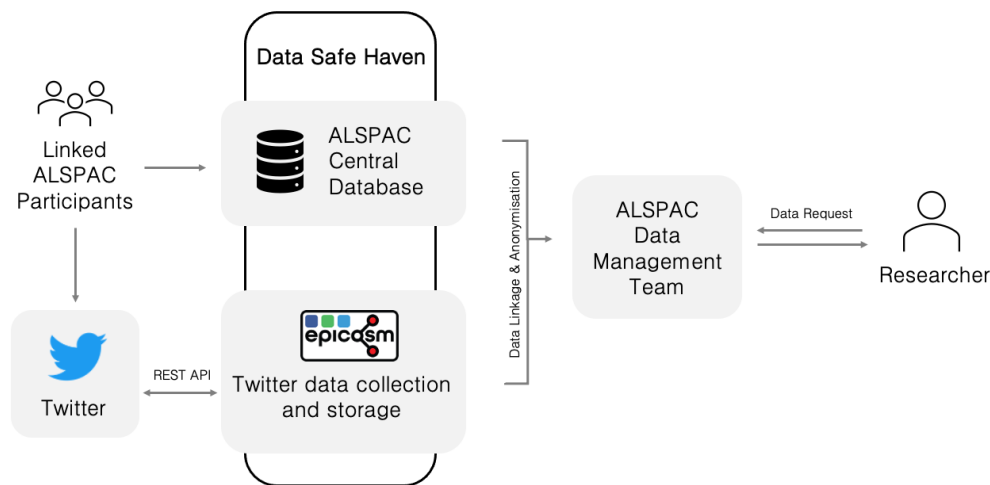 Data Safe Haven
Linked
ALSPAC
Participants
ALSPAC
Central
Database
Twitter
REST API
epicosm
Twitter data collection
and storage
Data Linkage & Anonymisation
ALSPAC
Data
Management
Team
Data Request
Researcher